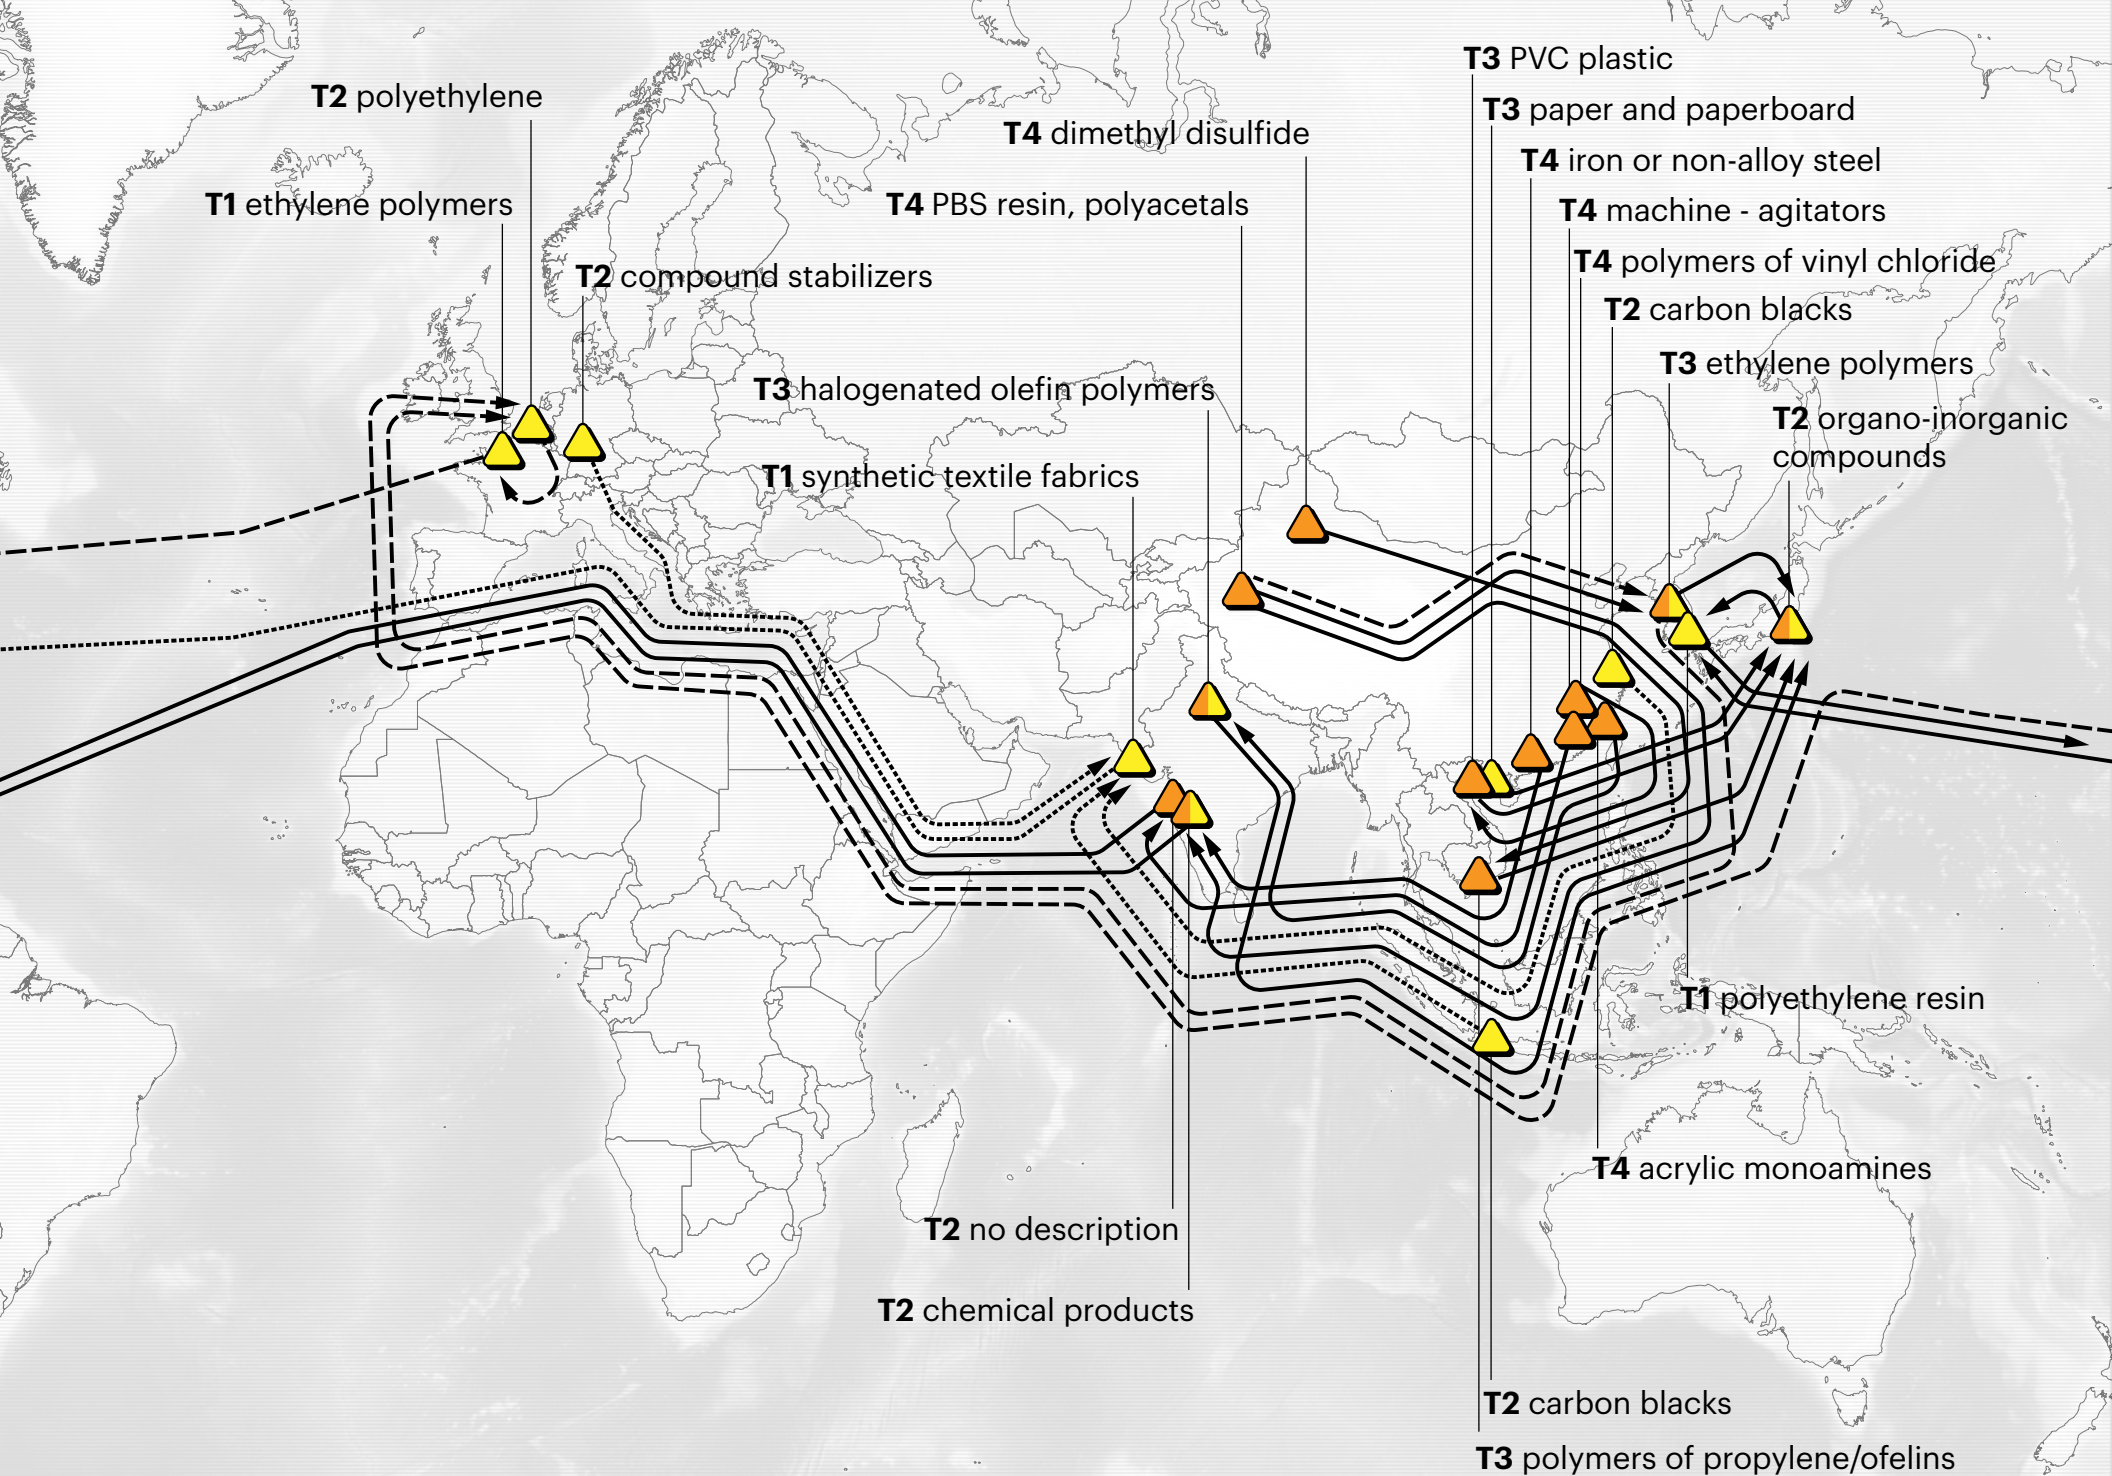 T3 PVC plastic
T2 polyethylene
T3 paper and paperboard
T4 dimethyl disulfide
T4 iron or non-alloy steel
T1 ethylene polymers
T4 PBS resin, polyacetals
T4 machine - agitators
T4 polymers of vinyl chloride
T2 compound stabilizers
T2 carbon blacks
T3 ethylene polymers
T3 halogenated olefin polymers
T2 organo-inorganic
compounds
T1 synthetic textile fabrics
T1 polyethylene resin
T4 acrylic monoamines
T2 no description
T2 chemical products
T2 carbon blacks
T3 polymers of propylene/ofelins